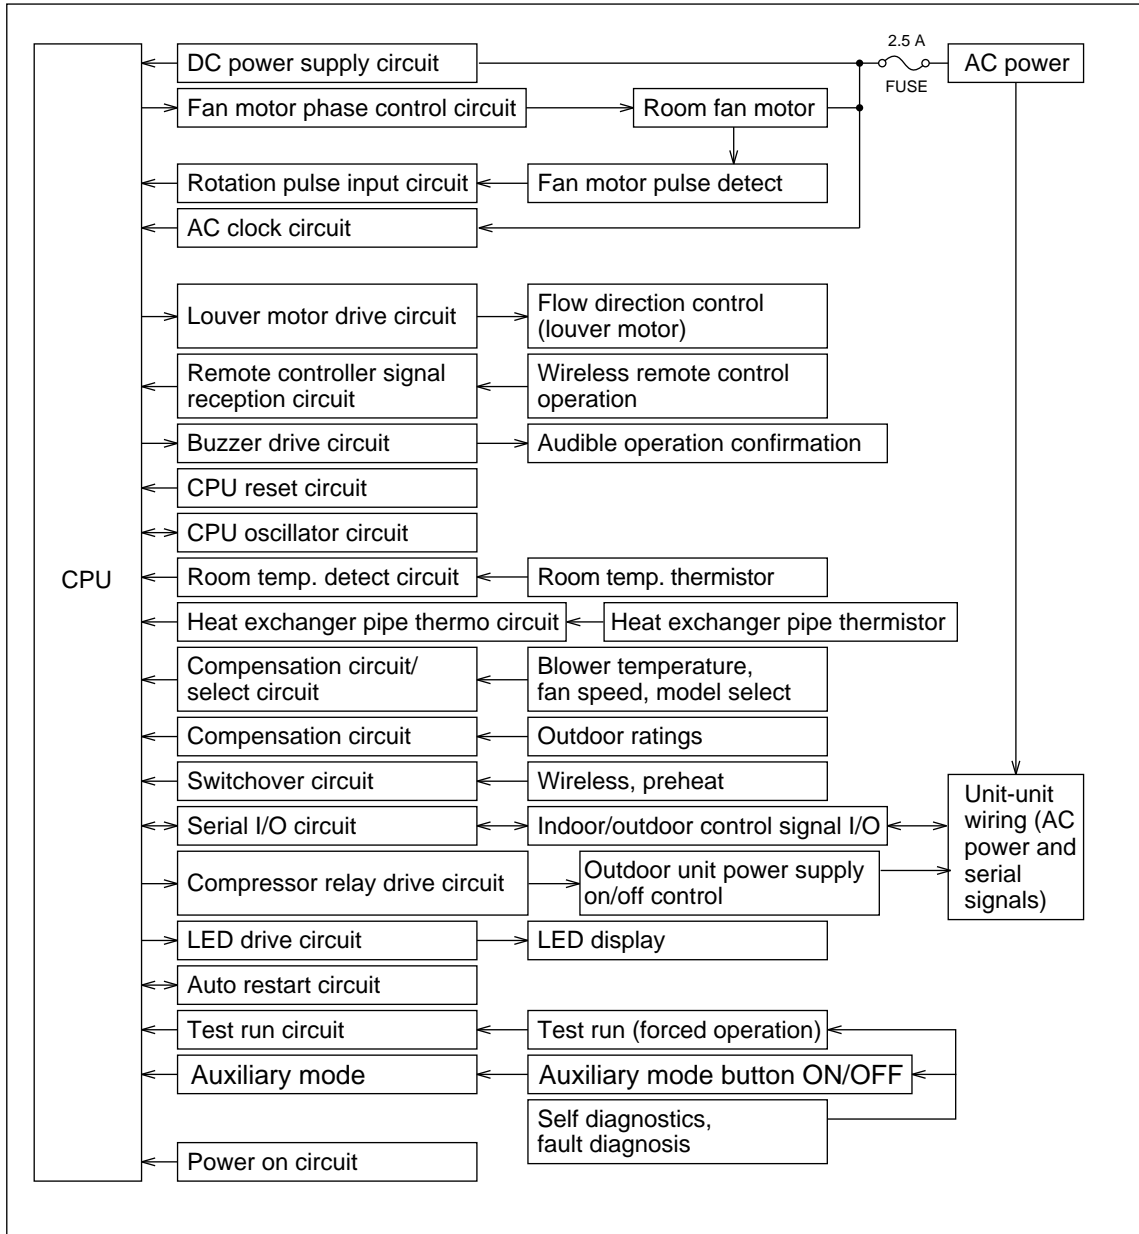 DC power supply circuit
2.5 A
FUSE
AC power
Fan motor phase control circuit
Room fan motor
Rotation pulse input circuit
Fan motor pulse detect
AC clock circuit
Louver motor drive circuit
Flow direction control
(louver motor)
Remote controller signal
reception circuit
Wireless remote control
operation
Buzzer drive circuit
Audible operation confirmation
CPU reset circuit
CPU oscillator circuit
CPU
Room temp. detect circuit
Room temp. thermistor
Heat exchanger pipe thermo circuit
Heat exchanger pipe thermistor
Compensation circuit/
select circuit
Blower temperature,
fan speed, model select
Compensation circuit
Outdoor ratings
Switchover circuit
Wireless, preheat
Serial I/O circuit
Indoor/outdoor control signal I/O
Unit-unit
wiring (AC
power and
serial
signals)
Compressor relay drive circuit
Outdoor unit power supply
on/off control
LED drive circuit
LED display
Auto restart circuit
Test run circuit
Test run (forced operation)
Auxiliary mode
Auxiliary mode button ON/OFF
Self diagnostics,
fault diagnosis
Power on circuit